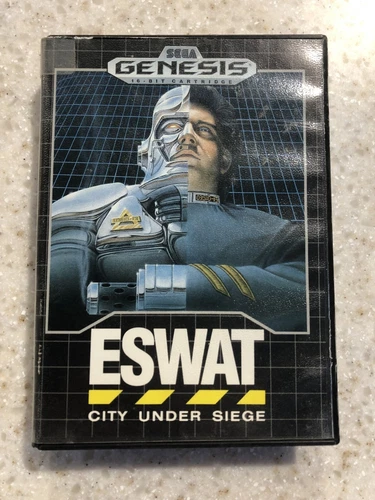 SEGA
GENESIS
16-BIT CARTRIDGE
ESWAT
CITY UNDER SIEGE